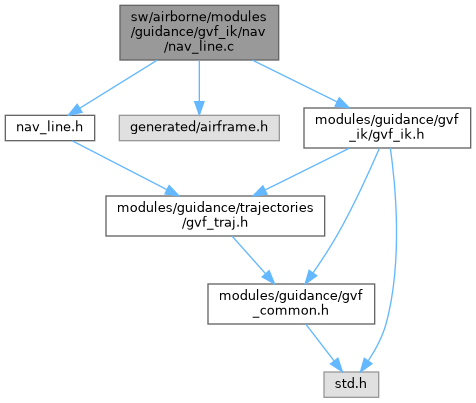 sw/airborne/modules
/guidance/gvf_ik/nav
/nav_line.c
nav_line.h
generated/airframe.h
modules/guidance/gvf
_ik/gvf_ik.h
modules/guidance/trajectories
/gvf_traj.h
modules/guidance/gvf
_common.h
std.h